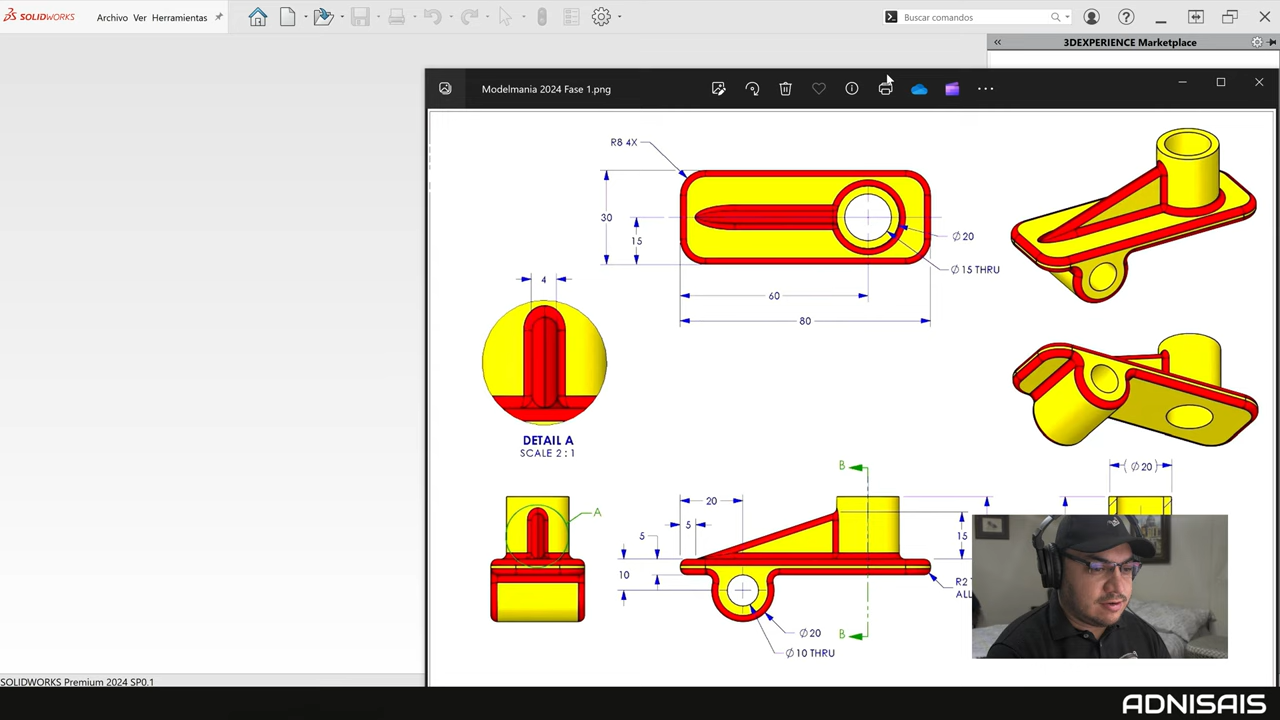 SOLIDWORKS
Archivo Ver Herramientas
Buscar comandos
3DEXPERIENCE Marketplace
Modelmania 2024 Fase 1.png
R8 4X
30
15
∅20
∅15 THRU
60
80
4
DETAIL A
SCALE 2 : 1
(∅20)
B
A
20
5
5
10
15
R2
∅20
B
∅10 THRU
SOLIDWORKS Premium 2024 SP0.1
ADNISAIS